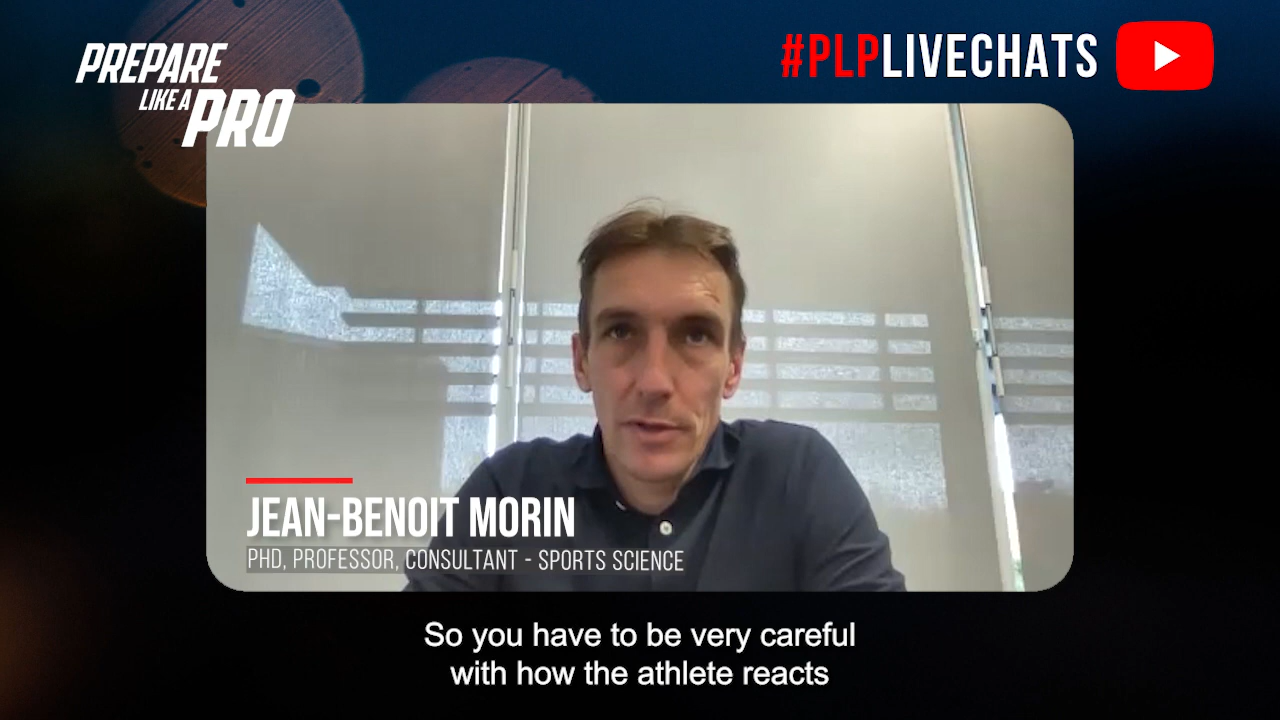 PREPARE
LIKE A
PRO
#PLPLIVECHATS
JEAN-BENOIT MORIN
PHD, PROFESSOR, CONSULTANT - SPORTS SCIENCE
So you have to be very careful
with how the athlete reacts